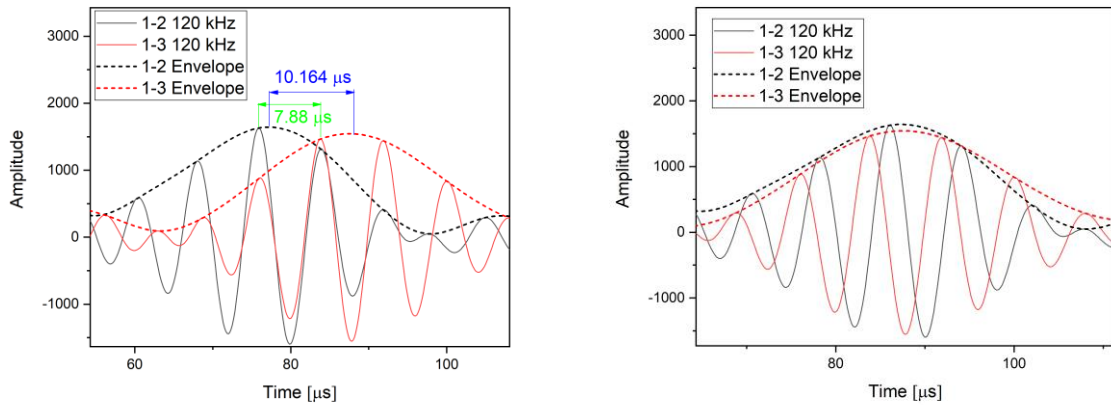 3000
2000
1000
0
-1000
Amplitude
60
80
100
Time [μs]
1-2 120 kHz
1-3 120 kHz
1-2 Envelope
1-3 Envelope
10.164 μs
7.88 μs
3000
2000
1000
0
-1000
Amplitude
80
100
Time [μs]
1-2 120 kHz
1-3 120 kHz
1-2 Envelope
1-3 Envelope